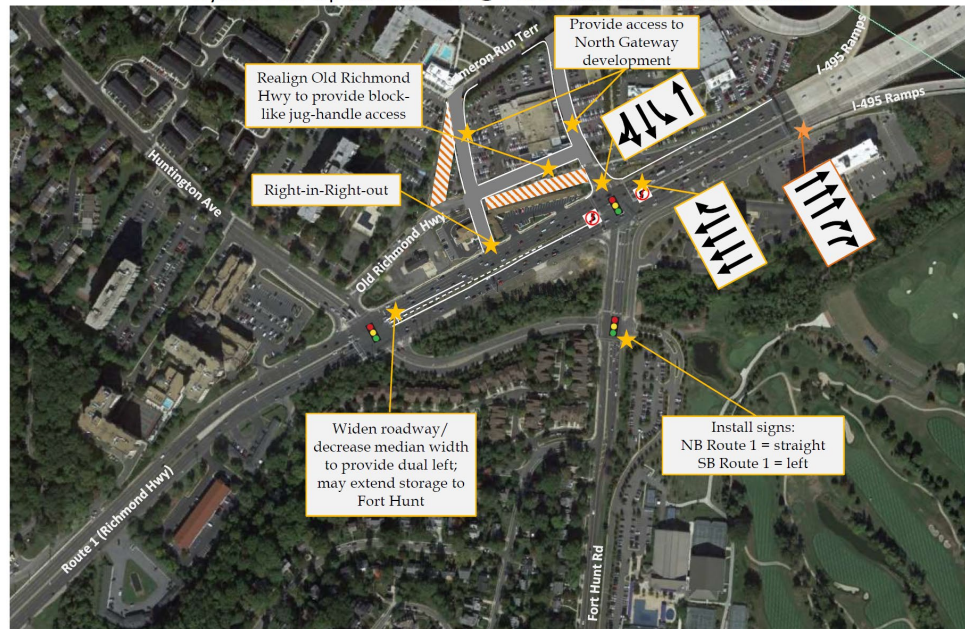 Provide access to
North Gateway
development
meron Run Terr
I-495 Ramps
Realign Old Richmond
Hwy to provide block-
like jug-handle access
I-495 Ramps
Huntington Ave
Right-in-Right-out
Old Richmond Hwy
Widen roadway/
decrease median width
to provide dual left;
may extend storage to
Fort Hunt
Install signs:
NB Route 1 = straight
SB Route 1 = left
Route 1 (Richmond Hwy)
Fort Hunt Rd